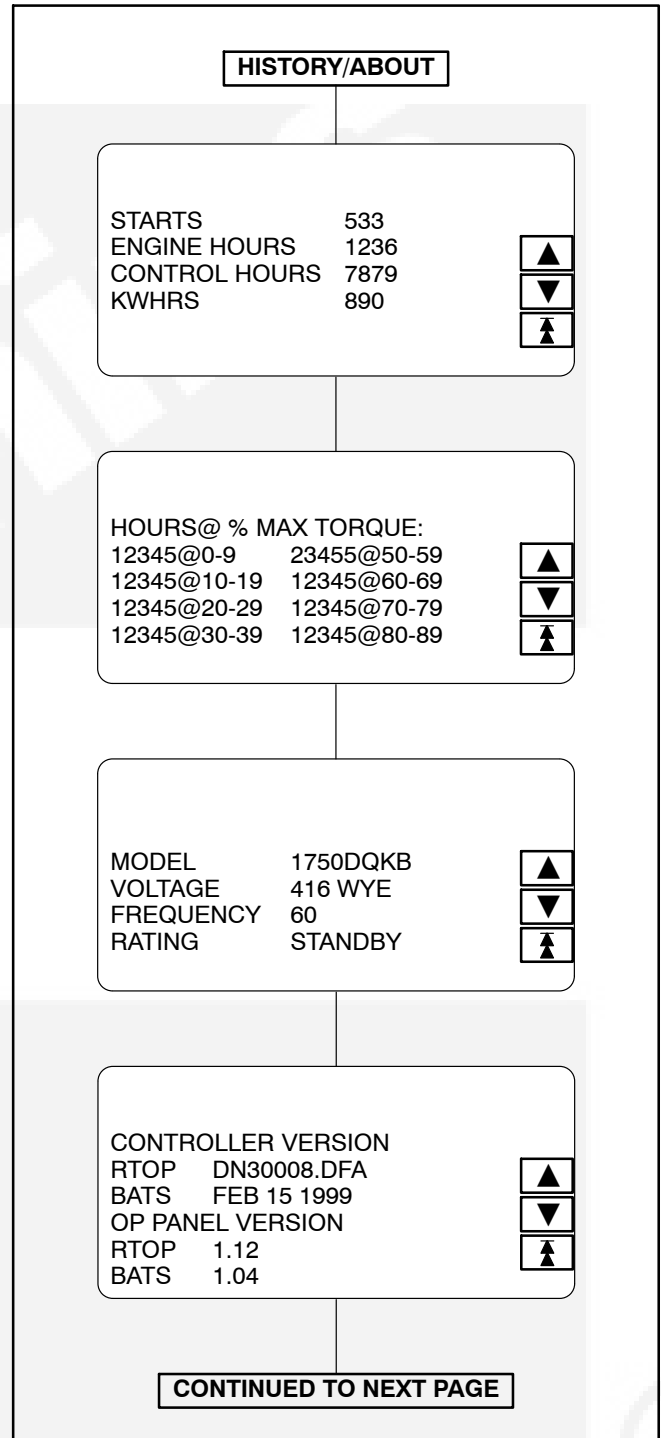 HISTORY/ABOUT
STARTS 533
ENGINE HOURS 1236
CONTROL HOURS 7879
KWHRS 890
HOURS@ % MAX TORQUE:
12345@0-9 23455@50-59
12345@10-19 12345@60-69
12345@20-29 12345@70-79
12345@30-39 12345@80-89
MODEL 1750DQKB
VOLTAGE 416 WYE
FREQUENCY 60
RATING STANDBY
CONTROLLER VERSION
RTOP DN30008.DFA
BATS FEB 15 1999
OP PANEL VERSION
RTOP 1.12
BATS 1.04
CONTINUED TO NEXT PAGE